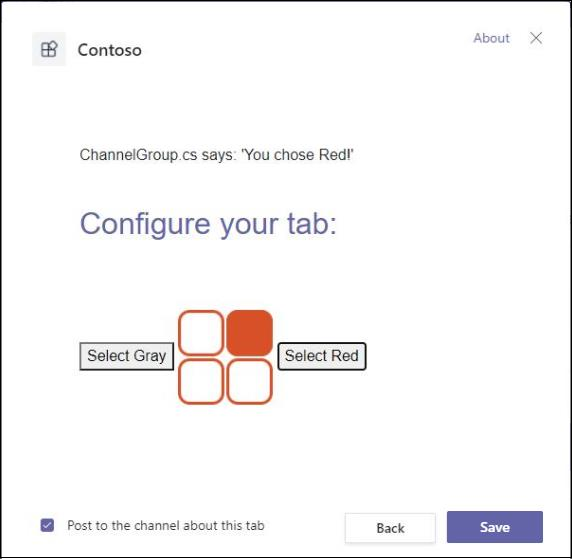 About
Contoso
ChannelGroup.cs says: 'You chose Red!'
Configure your tab:
Select Gray
Select Red
Post to the channel about this tab
Back
Save